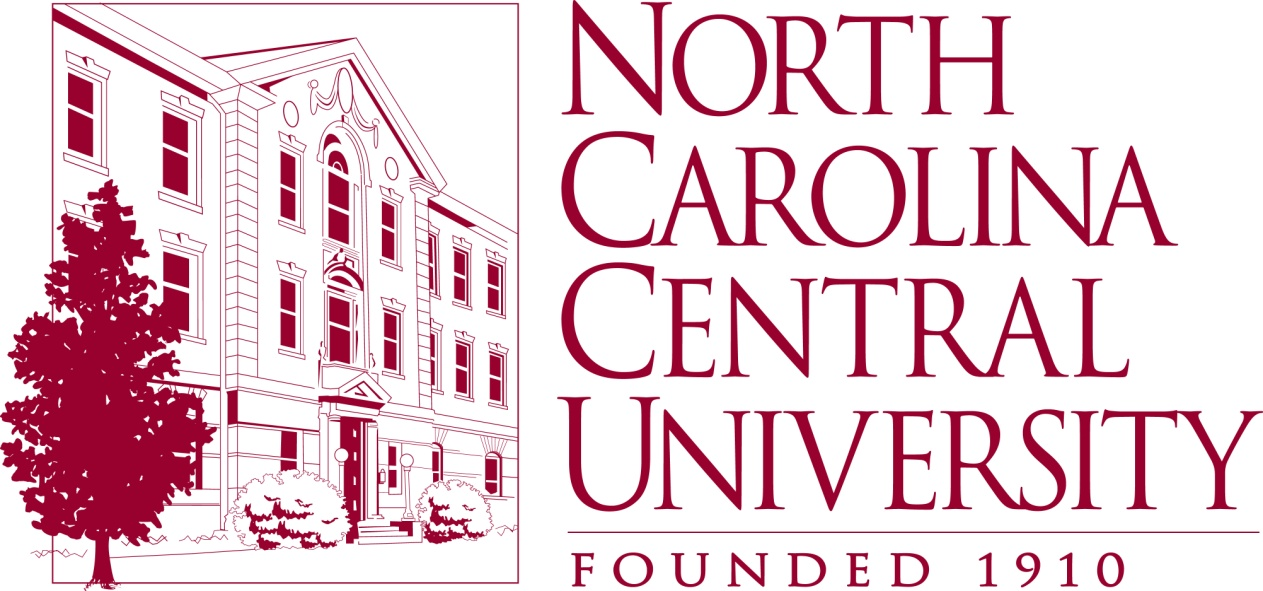 NORTH
CAROLINA
CENTRAL
UNIVERSITY
FOUNDED 1910